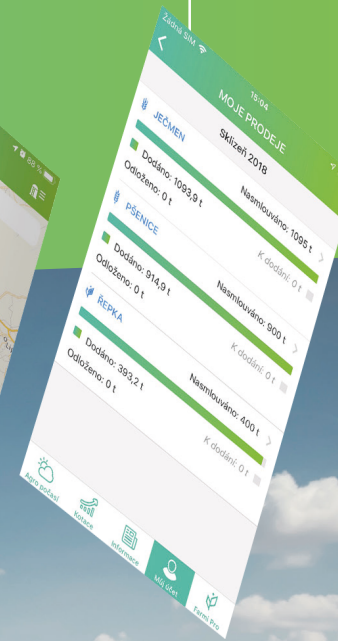 88 %
Žádná SIM
15:04
MOJE PRODEJE
Sklizeň 2018
JEČMEN
Nasmlouváno: 1095 t
Dodáno: 1093,9 t
K dodání: 0 t
Odloženo: 0 t
PŠENICE
Nasmlouváno: 900 t
Dodáno: 914,9 t
K dodání: 0 t
Odloženo: 0 t
ŘEPKA
Nasmlouváno: 400 t
Dodáno: 393,2 t
K dodání: 0 t
Odloženo: 0 t
Agro počasí
Kotace
Informace
Můj účet
Farmi Pro